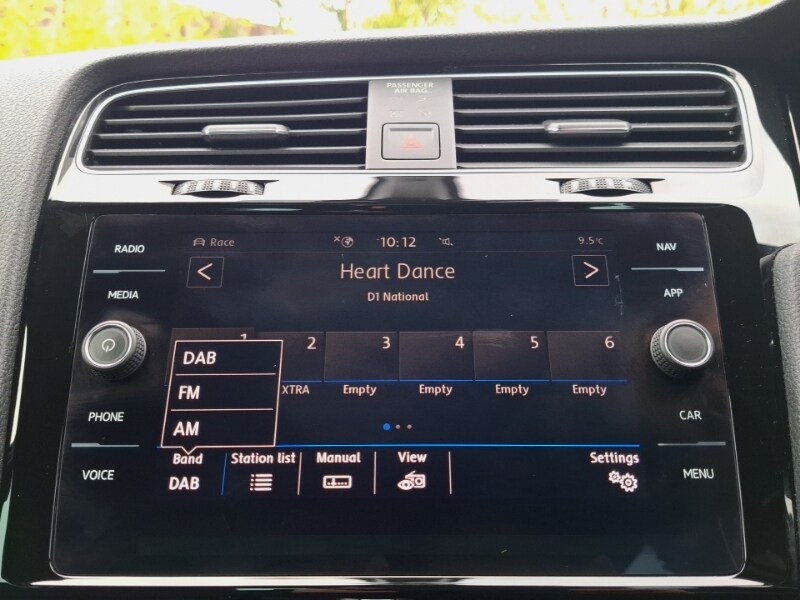 PASSENGER
AIR BAG
RADIO
MEDIA
PHONE
VOICE
Race
10:12
9.5°C
Heart Dance
D1 National
1
2
3
4
5
6
XTRA
Empty
Empty
Empty
Empty
DAB
FM
AM
Band
DAB
Station list
Manual
View
Settings
NAV
APP
CAR
MENU